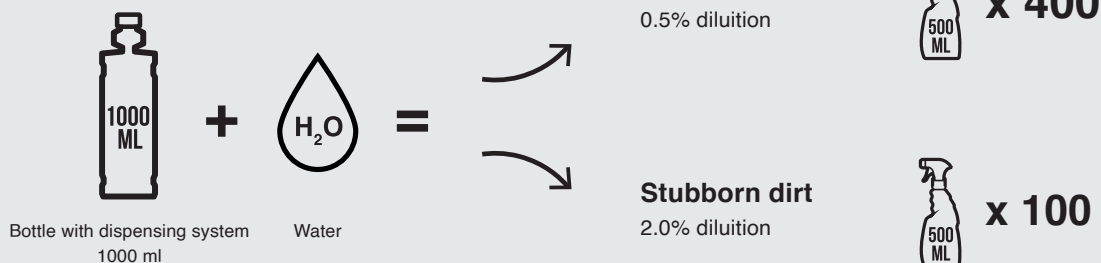 0.5% diluition
500
ML
x 400
1000
ML
+
H2O
=
Bottle with dispensing system
1000 ml
Water
Stubborn dirt
2.0% diluition
500
ML
x 100